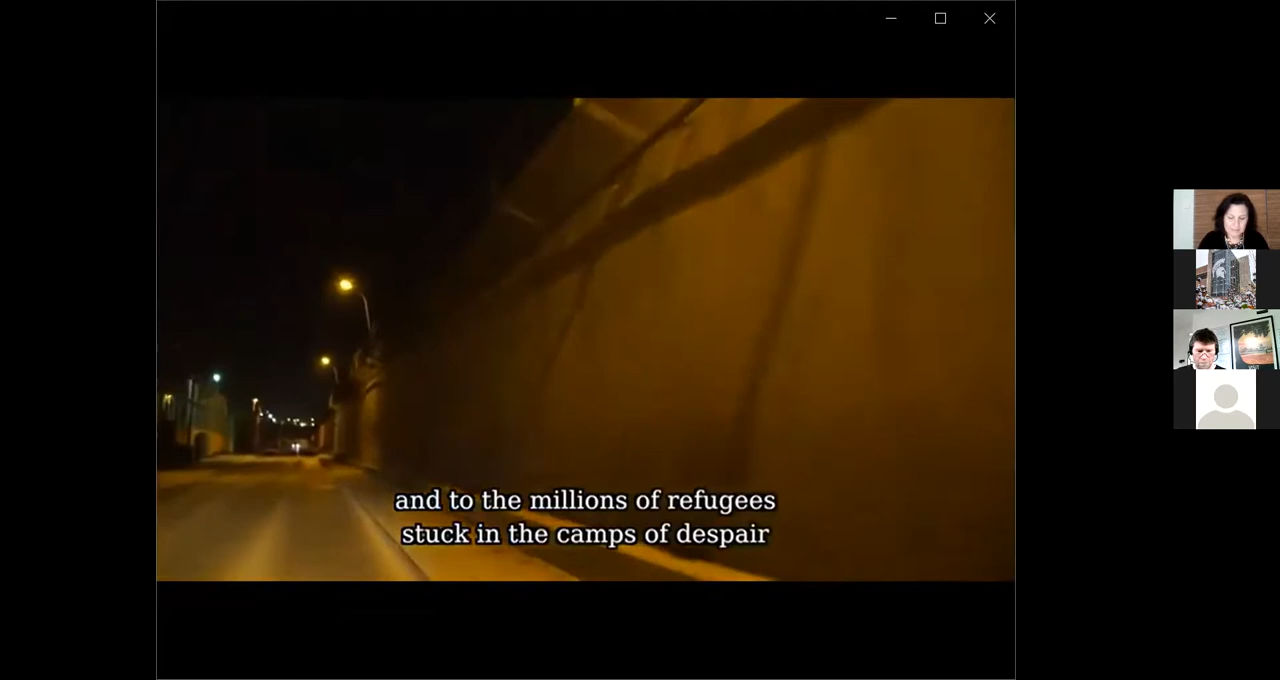 and to the millions of refugees
stuck in the camps of despair